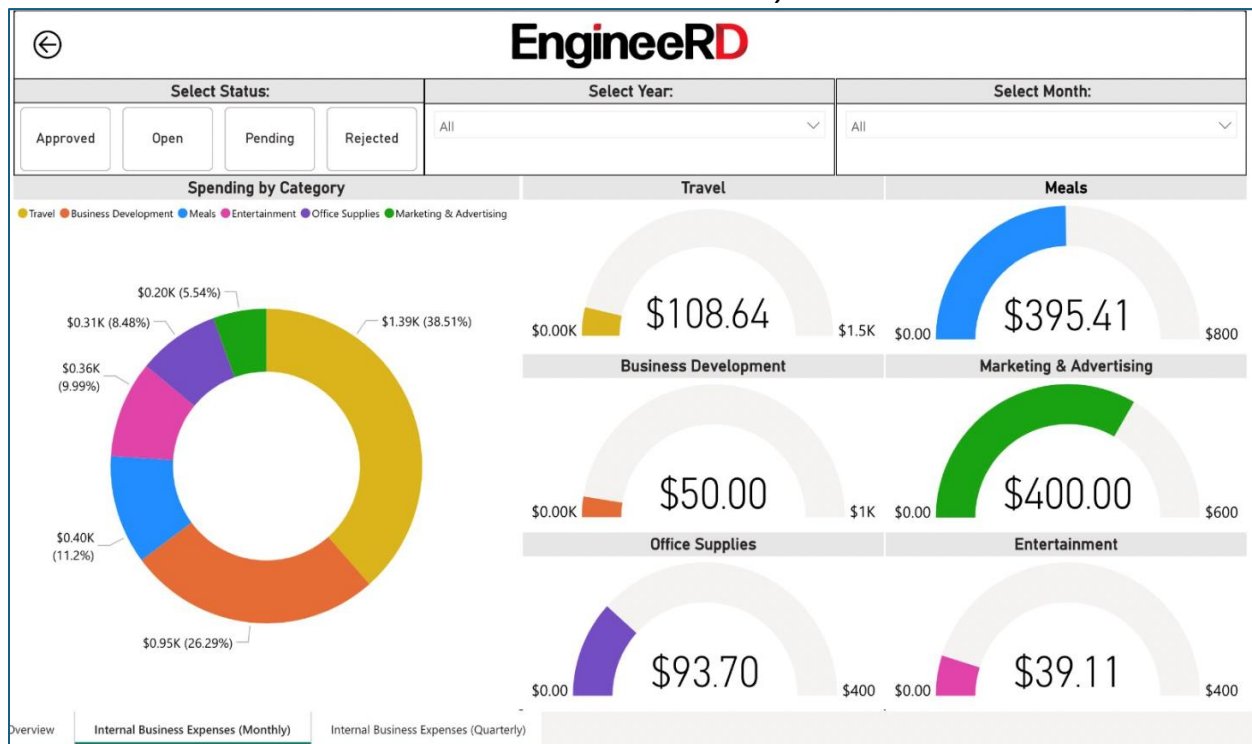 EngineeRD
Select Status:
Select Year:
Select Month:
Approved
Open
Pending
Rejected
All
All
Spending by Category
Travel
Business Development
Meals
Entertainment
Office Supplies
Marketing & Advertising
$0.20K (5.54%)
$0.31K (8.48%)
$0.36K
(9.99%)
$0.40K
(11.2%)
$0.95K (26.29%)
$1.39K (38.51%)
Travel
$108.64
$0.00K
$1.5K
Meals
$395.41
$0.00
$800
Business Development
$50.00
$0.00K
$1K
Marketing & Advertising
$400.00
$0.00
$600
Office Supplies
$93.70
$0.00
$400
Entertainment
$39.11
$0.00
$400
Overview
Internal Business Expenses (Monthly)
Internal Business Expenses (Quarterly)